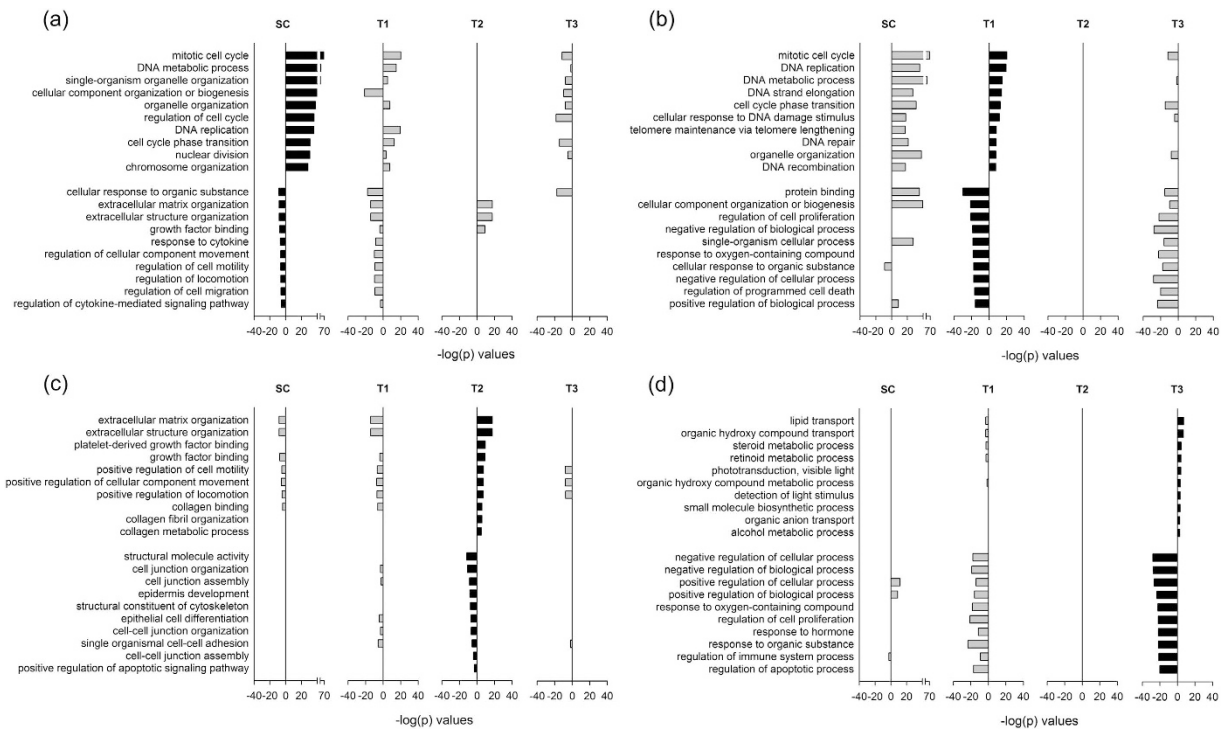 (a)
SC T1 T2 T3
mitotic cell cycle
DNA metabolic process
single-organism organelle organization
cellular component organization or biogenesis
organelle organization
regulation of cell cycle
DNA replication
cell cycle phase transition
nuclear division
chromosome organization
cellular response to organic substance
extracellular matrix organization
extracellular structure organization
growth factor binding
response to cytokine
regulation of cellular component movement
regulation of cell motility
regulation of locomotion
regulation of cell migration
regulation of cytokine-mediated signaling pathway
-40 -20 0 20 70 -40 -20 0 20 40 -40 -20 0 20 40 -40 -20 0 20 40
-log(p) values
(b)
SC T1 T2 T3
mitotic cell cycle
DNA replication
DNA metabolic process
DNA strand elongation
cell cycle phase transition
cellular response to DNA damage stimulus
telomere maintenance via telomere lengthening
DNA repair
organelle organization
DNA recombination
protein binding
cellular component organization or biogenesis
regulation of cell proliferation
negative regulation of biological process
single-organism cellular process
response to oxygen-containing compound
cellular response to organic substance
negative regulation of cellular process
regulation of programmed cell death
positive regulation of biological process
-40 -20 0 20 70 -40 -20 0 20 40 -40 -20 0 20 40 -40 -20 0 20 40
-log(p) values
(c)
SC T1 T2 T3
extracellular matrix organization
extracellular structure organization
platelet-derived growth factor binding
growth factor binding
positive regulation of cell motility
positive regulation of cellular component movement
positive regulation of locomotion
collagen binding
collagen fibril organization
collagen metabolic process
structural molecule activity
cell junction organization
cell junction assembly
epidermis development
structural constituent of cytoskeleton
epithelial cell differentiation
cell-cell junction organization
single organismal cell-cell adhesion
cell-cell junction assembly
positive regulation of apoptotic signaling pathway
-40 -20 0 20 70 -40 -20 0 20 40 -40 -20 0 20 40 -40 -20 0 20 40
-log(p) values
(d)
SC T1 T2 T3
lipid transport
organic hydroxy compound transport
steroid metabolic process
retinoid metabolic process
phototransduction, visible light
organic hydroxy compound metabolic process
detection of light stimulus
small molecule biosynthetic process
organic anion transport
alcohol metabolic process
negative regulation of cellular process
negative regulation of biological process
positive regulation of cellular process
positive regulation of biological process
response to oxygen-containing compound
regulation of cell proliferation
response to hormone
response to organic substance
regulation of immune system process
regulation of apoptotic process
-40 -20 0 20 70 -40 -20 0 20 40 -40 -20 0 20 40 -40 -20 0 20 40
-log(p) values